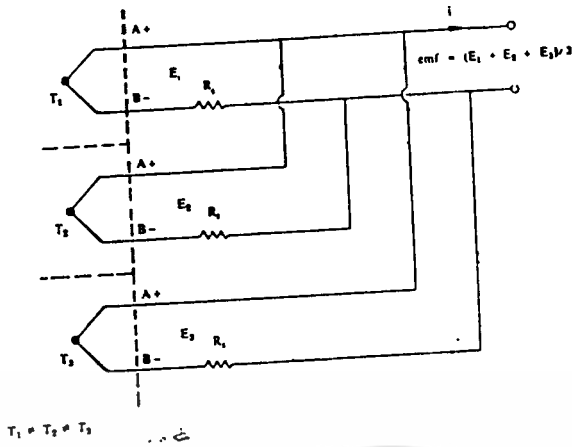 i
A+
E₁
emf = (E₁ + E₂ + E₃)/3
R₁
T₁
B-
A+
E₂
R₁
T₂
B-
A+
E₃
R₁
T₃
B-
T₁ ≠ T₂ ≠ T₃